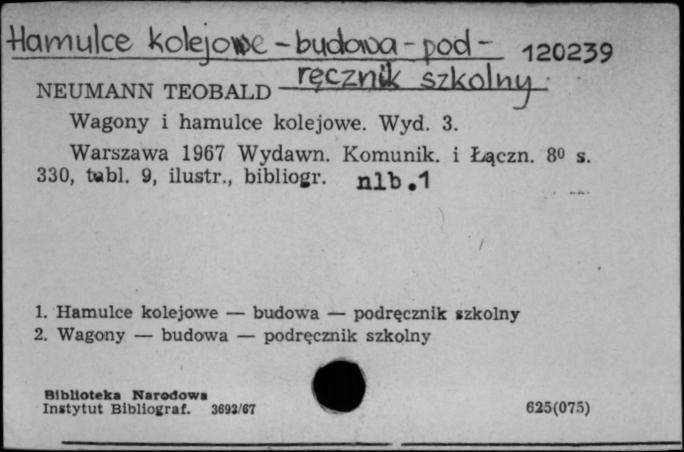 Hamulce kolejowe - budowa - pod-
ręcznik szkolny
120239
NEUMANN TEOBALD
Wagony i hamulce kolejowe. Wyd. 3.
Warszawa 1967 Wydawn. Komunik. i Łączn. 8⁰ s.
330, tabl. 9, ilustr., bibliogr. nlb.1
1. Hamulce kolejowe — budowa — podręcznik szkolny
2. Wagony — budowa — podręcznik szkolny
Biblioteka Narodowa
Instytut Bibliograf. 3693/67
625(075)